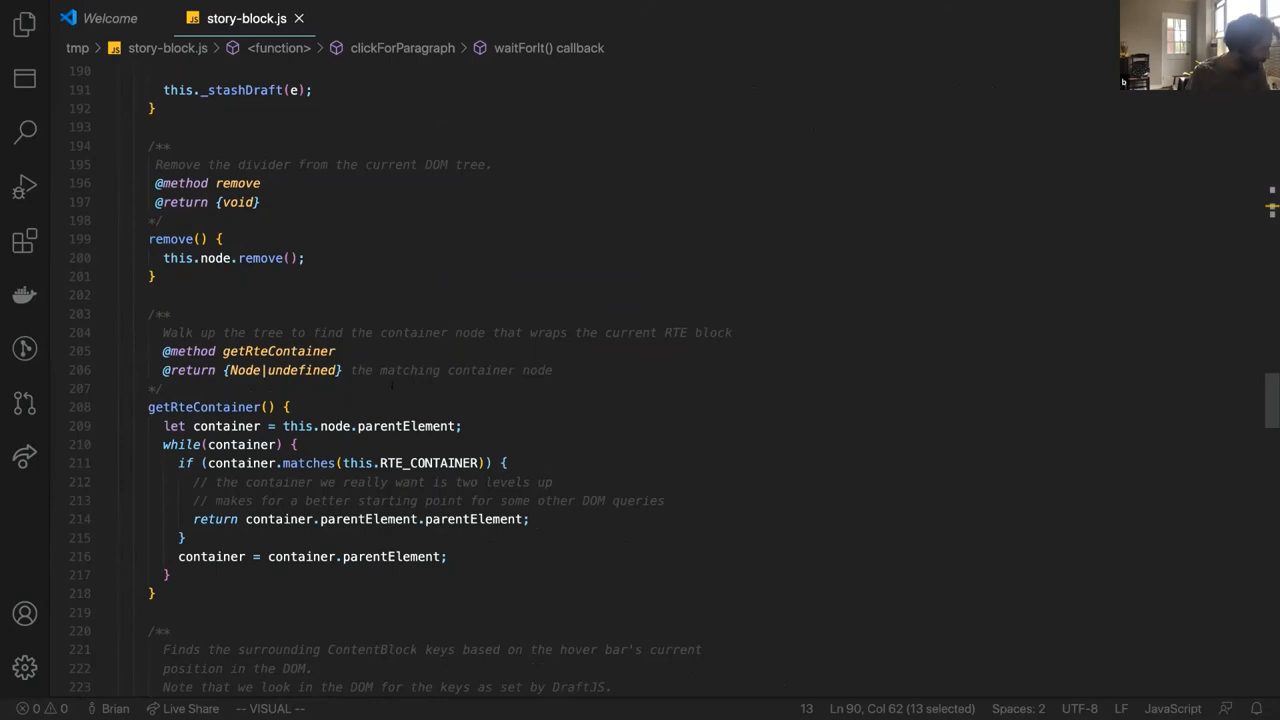 Welcome
JS story-block.js ×
tmp > JS story-block.js > <function> > clickForParagraph > waitForIt() callback
190
191 this._stashDraft(e);
192 }
193
194 /**
195 Remove the divider from the current DOM tree.
196 @method remove
197 @return {void}
198 */
199 remove() {
200 this.node.remove();
201 }
202
203 /**
204 Walk up the tree to find the container node that wraps the current RTE block
205 @method getRteContainer
206 @return {Node|undefined} the matching container node
207 */
208 getRteContainer() {
209 let container = this.node.parentElement;
210 while(container) {
211 if (container.matches(this.RTE_CONTAINER)) {
212 // the container we really want is two levels up
213 // makes for a better starting point for some other DOM queries
214 return container.parentElement.parentElement;
215 }
216 container = container.parentElement;
217 }
218 }
219
220 /**
221 Finds the surrounding ContentBlock keys based on the hover bar's current
222 position in the DOM.
223 Note that we look in the DOM for the keys as set by DraftJS.
0 0 Brian Live Share -- VISUAL -- 13 Ln 90, Col 62 (13 selected) Spaces: 2 UTF-8 LF JavaScript
b